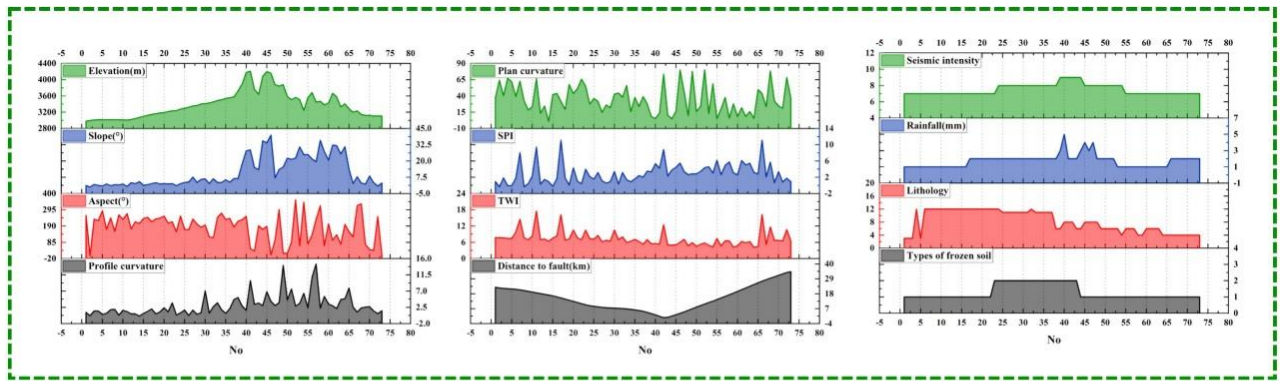 -5 0 5 10 15 20 25 30 35 40 45 50 55 60 65 70 75 80
4400
4000
3600
3200
2800
Elevation(m)
45.0
32.5
20.0
7.5
-5.0
Slope(°)
400
295
190
85
-20
Aspect(°)
16.0
11.5
7.0
2.5
-2.0
Profile curvature
-5 0 5 10 15 20 25 30 35 40 45 50 55 60 65 70 75 80
No
-5 0 5 10 15 20 25 30 35 40 45 50 55 60 65 70 75 80
90
65
40
15
-10
Plan curvature
14
10
6
2
-2
SPI
24
18
12
6
0
TWI
40
29
18
7
-4
Distance to fault(km)
-5 0 5 10 15 20 25 30 35 40 45 50 55 60 65 70 75 80
No
-5 0 5 10 15 20 25 30 35 40 45 50 55 60 65 70 75 80
12
10
8
6
4
Seismic intensity
7
5
3
1
-1
Rainfall(mm)
20
16
12
8
4
0
Lithology
4
3
2
1
0
Types of frozen soil
-5 0 5 10 15 20 25 30 35 40 45 50 55 60 65 70 75 80
No